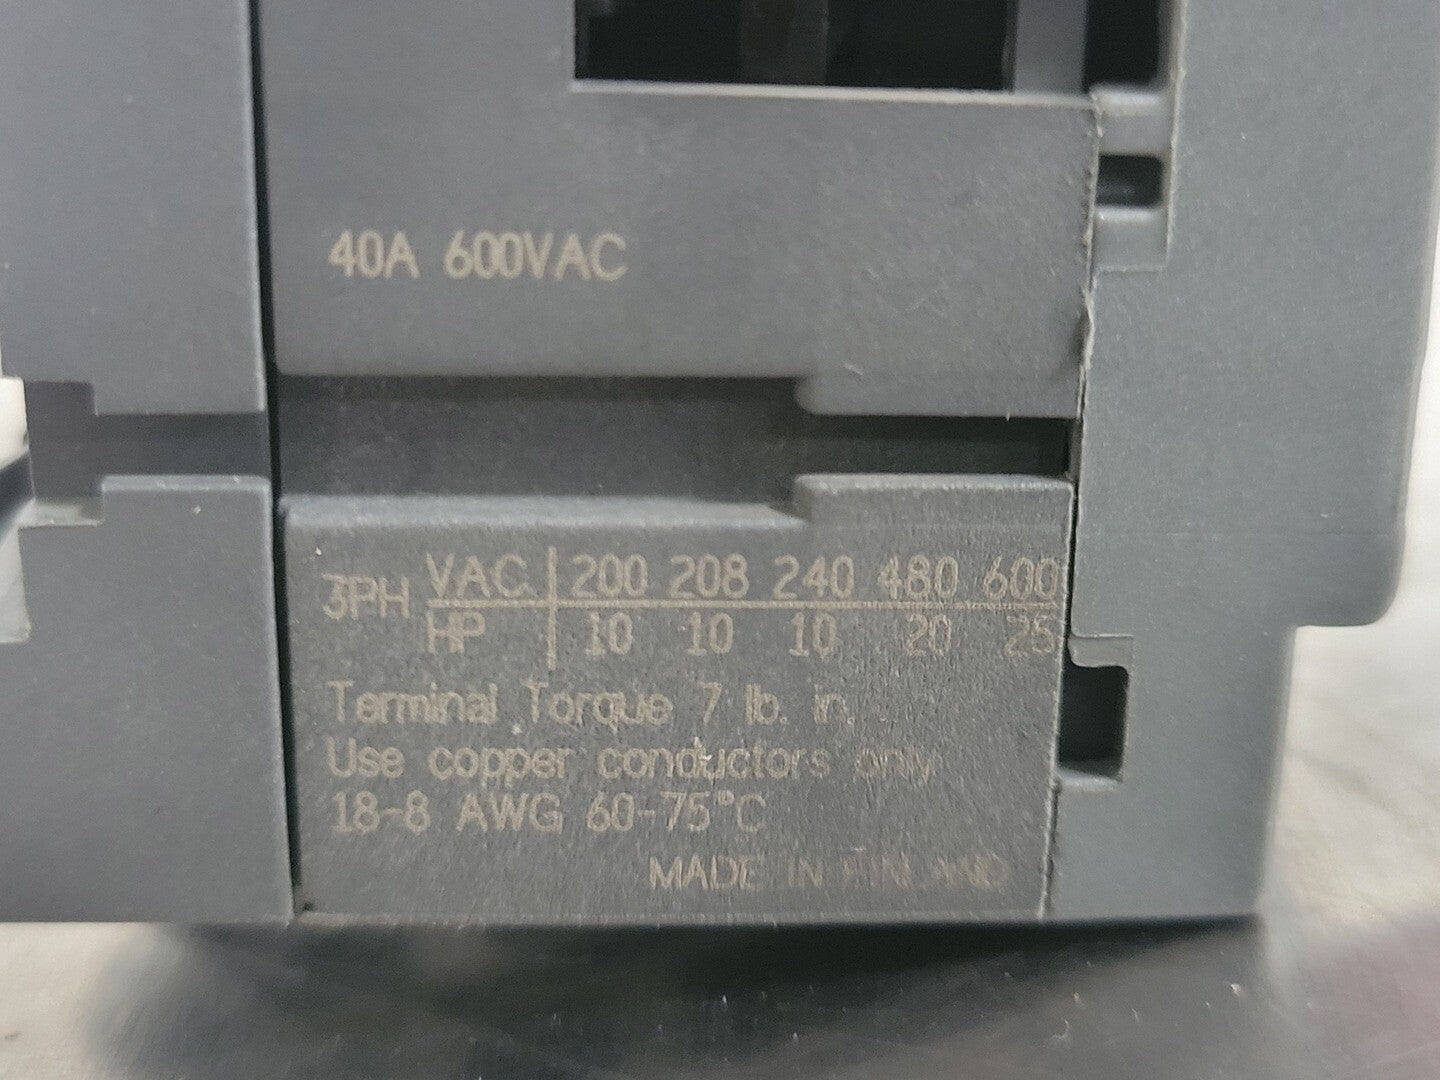 40A 600VAC
3PH VAC 200 208 240 480 600
HP 10 10 10 20 25
Terminal Torque 7 lb. in.
Use copper conductors only
18-8 AWG 60-75°C
MADE IN FINLAND